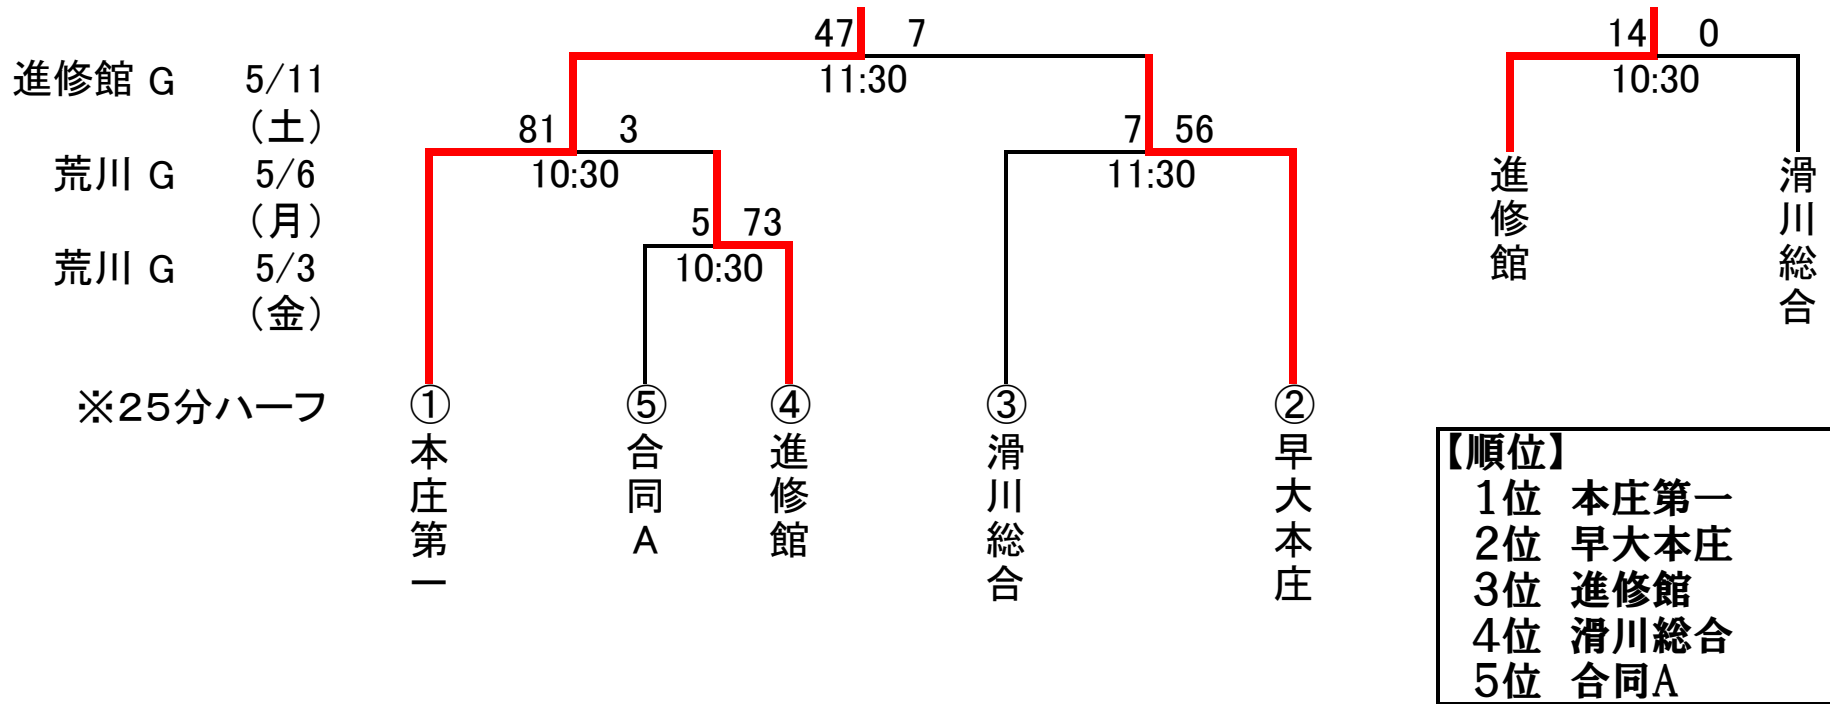 47 7
14 0
進修館 G 5/11
11:30
10:30
(土)
81 3
7 56
荒川 G 5/6
10:30
11:30
(月)
5 73
荒川 G 5/3
10:30
(金)
進修館
滑川総合
※25分ハーフ
①本庄第一
⑤合同A
④進修館
③滑川総合
②早大本庄
【順位】
1位 本庄第一
2位 早大本庄
3位 進修館
4位 滑川総合
5位 合同A